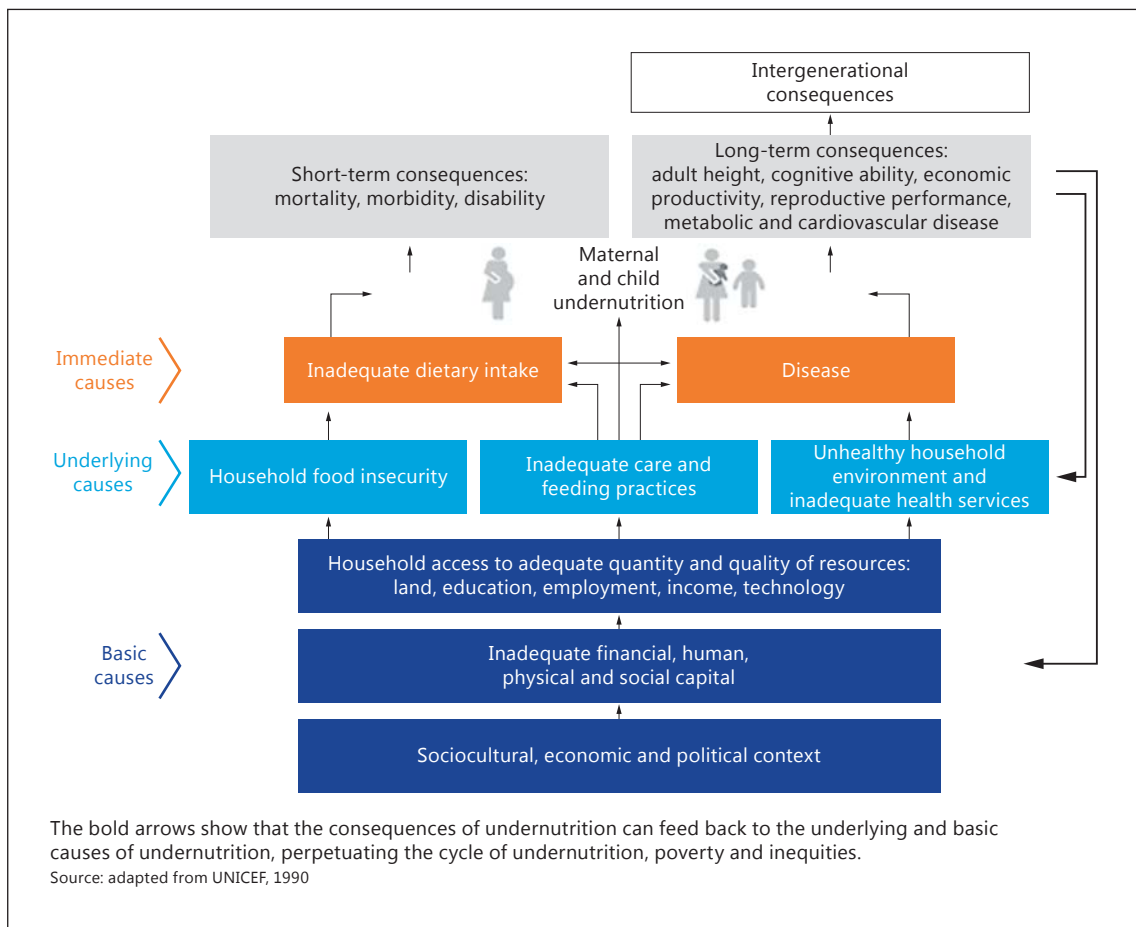 Intergenerational
consequences
Short-term consequences:
mortality, morbidity, disability
Long-term consequences:
adult height, cognitive ability, economic
productivity, reproductive performance,
metabolic and cardiovascular disease
Maternal
and child
undernutrition
Immediate
causes
Inadequate dietary intake
Disease
Underlying
causes
Household food insecurity
Inadequate care and
feeding practices
Unhealthy household
environment and
inadequate health services
Household access to adequate quantity and quality of resources:
land, education, employment, income, technology
Basic
causes
Inadequate financial, human,
physical and social capital
Sociocultural, economic and political context
The bold arrows show that the consequences of undernutrition can feed back to the underlying and basic
causes of undernutrition, perpetuating the cycle of undernutrition, poverty and inequities.
Source: adapted from UNICEF, 1990